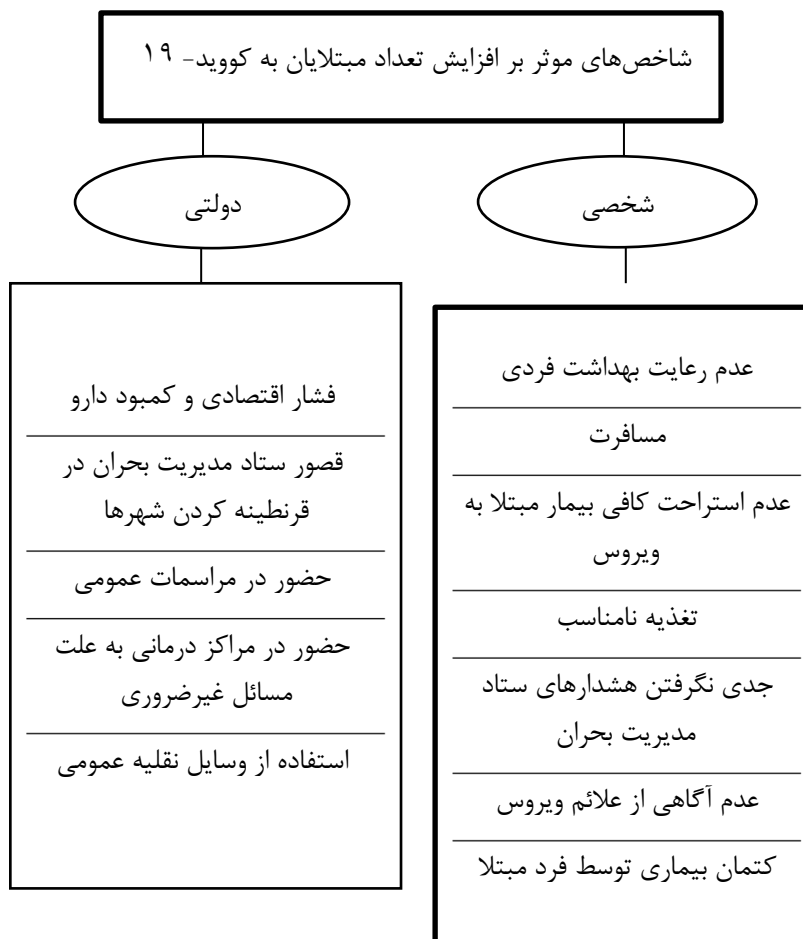 شاخص‌های موثر بر افزایش تعداد مبتلایان به کووید- ۱۹
شخصی
دولتی
عدم رعایت بهداشت فردی
مسافرت
عدم استراحت کافی بیمار مبتلا به
ویروس
تغذیه نامناسب
جدی نگرفتن هشدارهای ستاد
مدیریت بحران
عدم آگاهی از علائم ویروس
کتمان بیماری توسط فرد مبتلا
فشار اقتصادی و کمبود دارو
قصور ستاد مدیریت بحران در
قرنطینه کردن شهرها
حضور در مراسمات عمومی
حضور در مراکز درمانی به علت
مسائل غیرضروری
استفاده از وسایل نقلیه عمومی